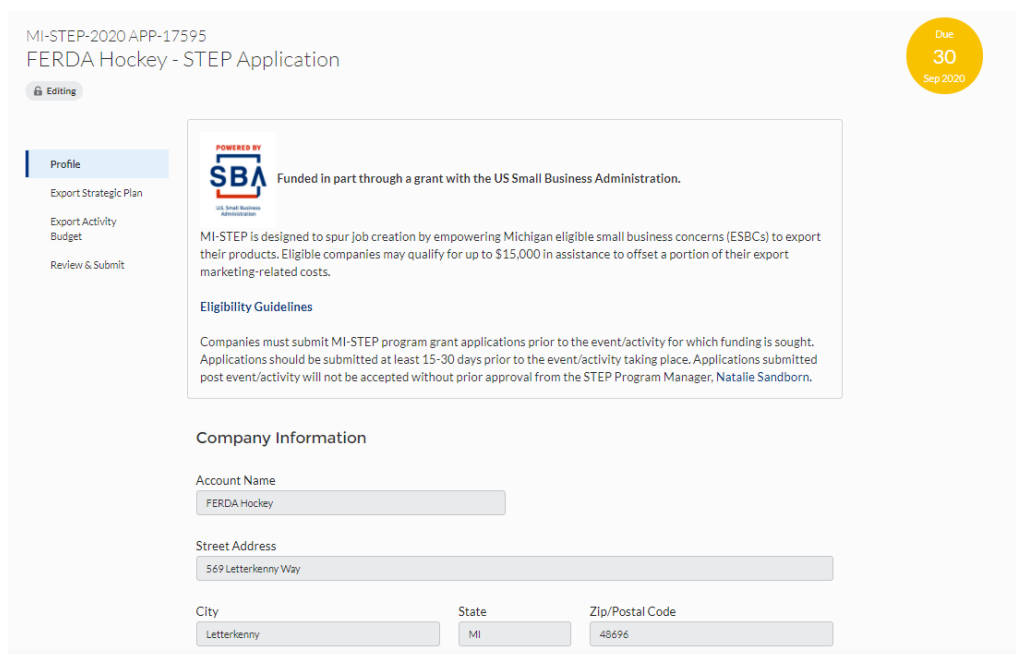 MI-STEP-2020 APP-17595
FERDA Hockey - STEP Application
Editing
Due
30
Sep 2020
Profile
Export Strategic Plan
Export Activity
Budget
Review & Submit
POWERED BY
SBA
U.S. Small Business
Administration
Funded in part through a grant with the US Small Business Administration.
MI-STEP is designed to spur job creation by empowering Michigan eligible small business concerns (ESBCs) to export
their products. Eligible companies may qualify for up to $15,000 in assistance to offset a portion of their export
marketing-related costs.
Eligibility Guidelines
Companies must submit MI-STEP program grant applications prior to the event/activity for which funding is sought.
Applications should be submitted at least 15-30 days prior to the event/activity taking place. Applications submitted
post event/activity will not be accepted without prior approval from the STEP Program Manager, Natalie Sandborn.
Company Information
Account Name
FERDA Hockey
Street Address
569 Letterkenny Way
City
State
Zip/Postal Code
Letterkenny
MI
48696